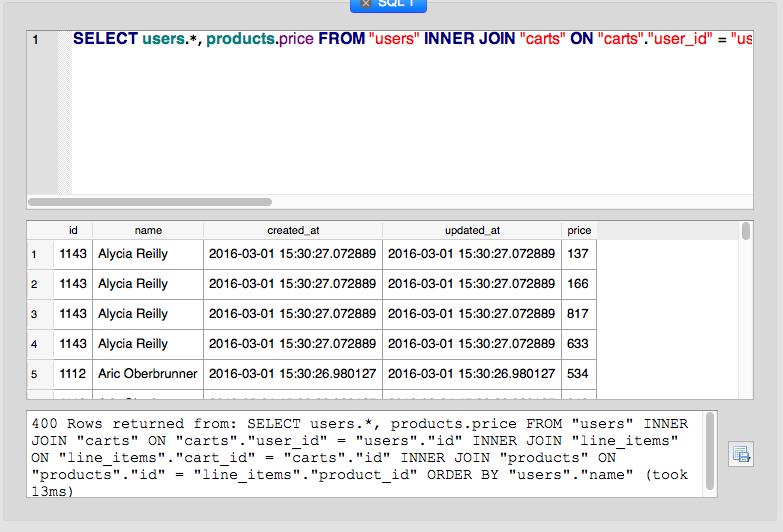 SQL 1
1 SELECT users.*, products.price FROM "users" INNER JOIN "carts" ON "carts"."user_id" = "us
id name created_at updated_at price
1 1143 Alycia Reilly 2016-03-01 15:30:27.072889 2016-03-01 15:30:27.072889 137
2 1143 Alycia Reilly 2016-03-01 15:30:27.072889 2016-03-01 15:30:27.072889 166
3 1143 Alycia Reilly 2016-03-01 15:30:27.072889 2016-03-01 15:30:27.072889 817
4 1143 Alycia Reilly 2016-03-01 15:30:27.072889 2016-03-01 15:30:27.072889 633
5 1112 Aric Oberbrunner 2016-03-01 15:30:26.980127 2016-03-01 15:30:26.980127 534
400 Rows returned from: SELECT users.*, products.price FROM "users" INNER
JOIN "carts" ON "carts"."user_id" = "users"."id" INNER JOIN "line_items"
ON "line_items"."cart_id" = "carts"."id" INNER JOIN "products" ON
"products"."id" = "line_items"."product_id" ORDER BY "users"."name" (took
13ms)